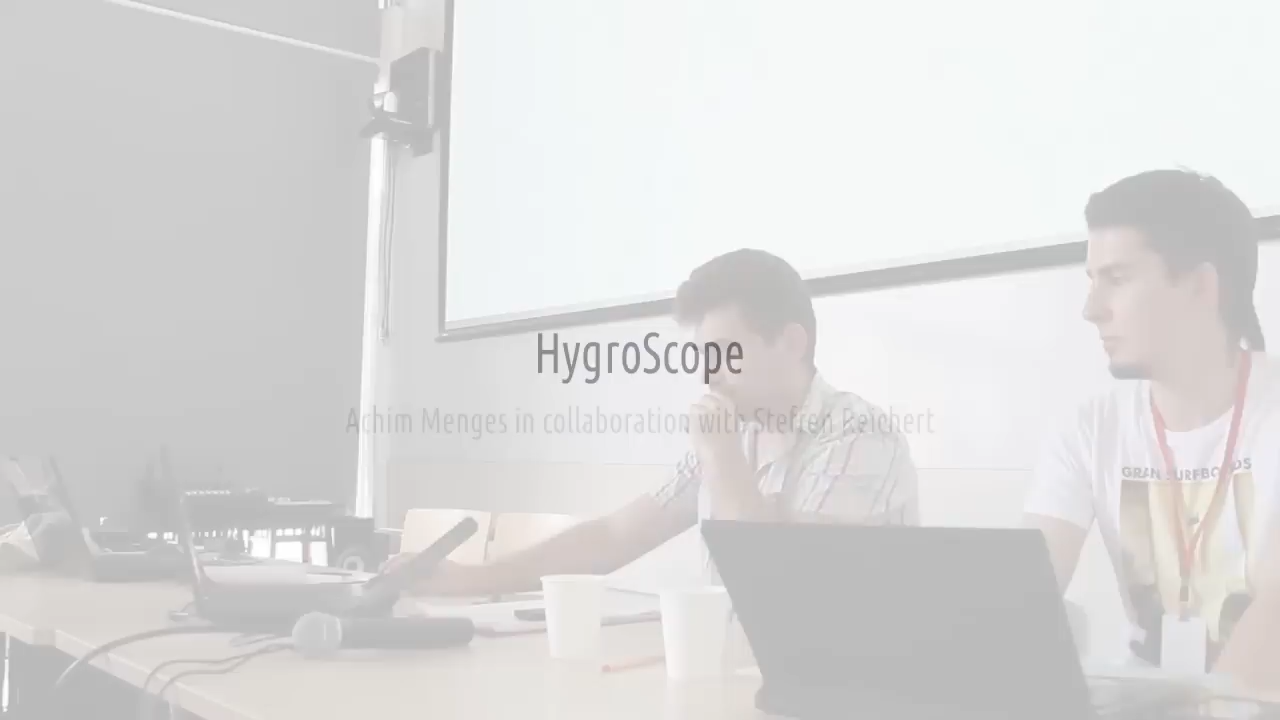 HygroScope
Achim Menges in collaboration with Steffen Reichert
GRAN SURFBOARDS